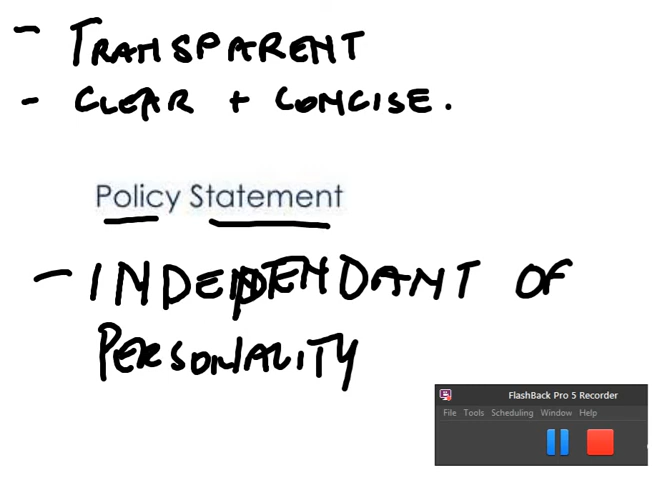 - TRANSPARENT
- CLEAR + CONCISE.
Policy Statement
- INDEPENDANT OF
PERSONALITY
FlashBack Pro 5 Recorder
File Tools Scheduling Window Help